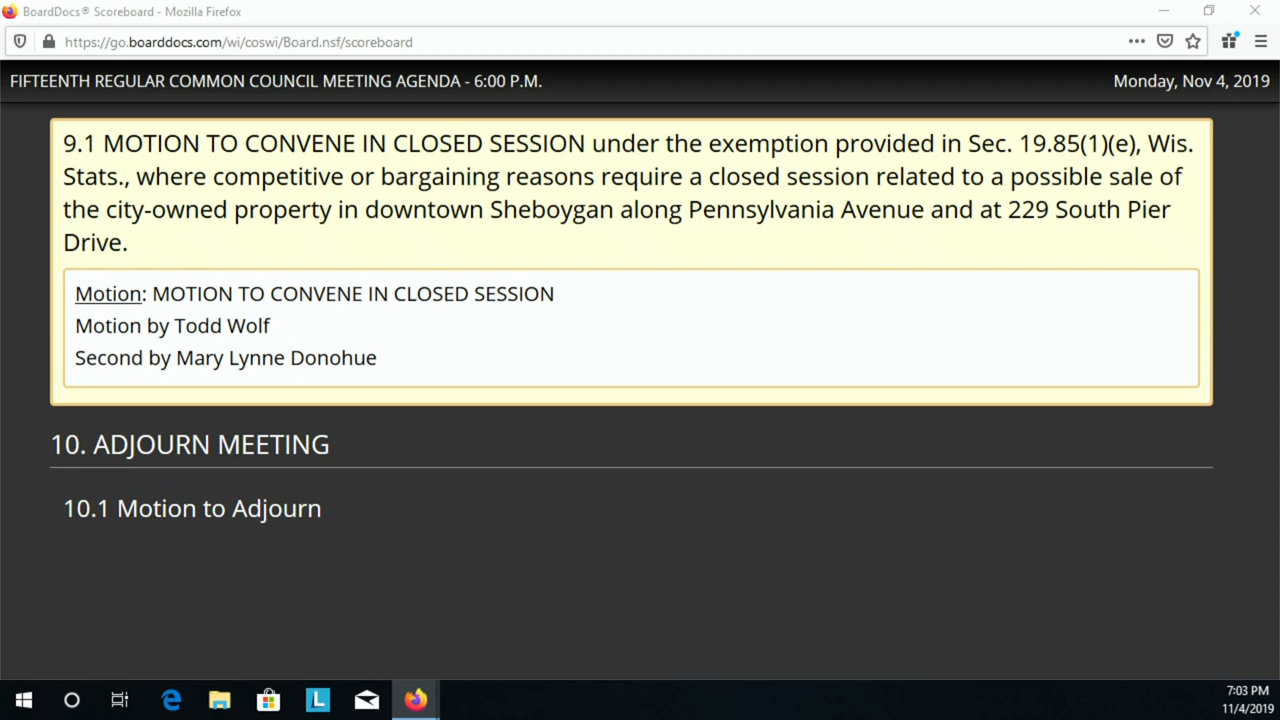 BoardDocs® Scoreboard - Mozilla Firefox
https://go.boarddocs.com/wi/coswi/Board.nsf/scoreboard
FIFTEENTH REGULAR COMMON COUNCIL MEETING AGENDA - 6:00 P.M.
Monday, Nov 4, 2019
9.1 MOTION TO CONVENE IN CLOSED SESSION under the exemption provided in Sec. 19.85(1)(e), Wis.
Stats., where competitive or bargaining reasons require a closed session related to a possible sale of
the city-owned property in downtown Sheboygan along Pennsylvania Avenue and at 229 South Pier
Drive.
Motion: MOTION TO CONVENE IN CLOSED SESSION
Motion by Todd Wolf
Second by Mary Lynne Donohue
10. ADJOURN MEETING
10.1 Motion to Adjourn
L
7:03 PM
11/4/2019